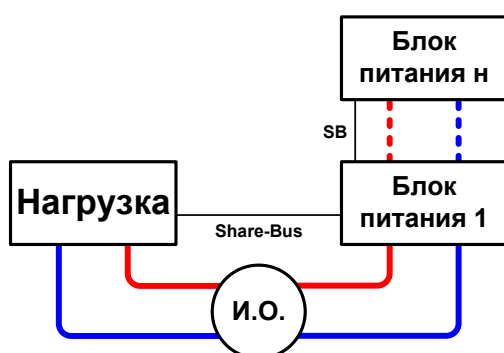 Блок
питания н
SB
Нагрузка
Share-Bus
Блок
питания 1
И.О.